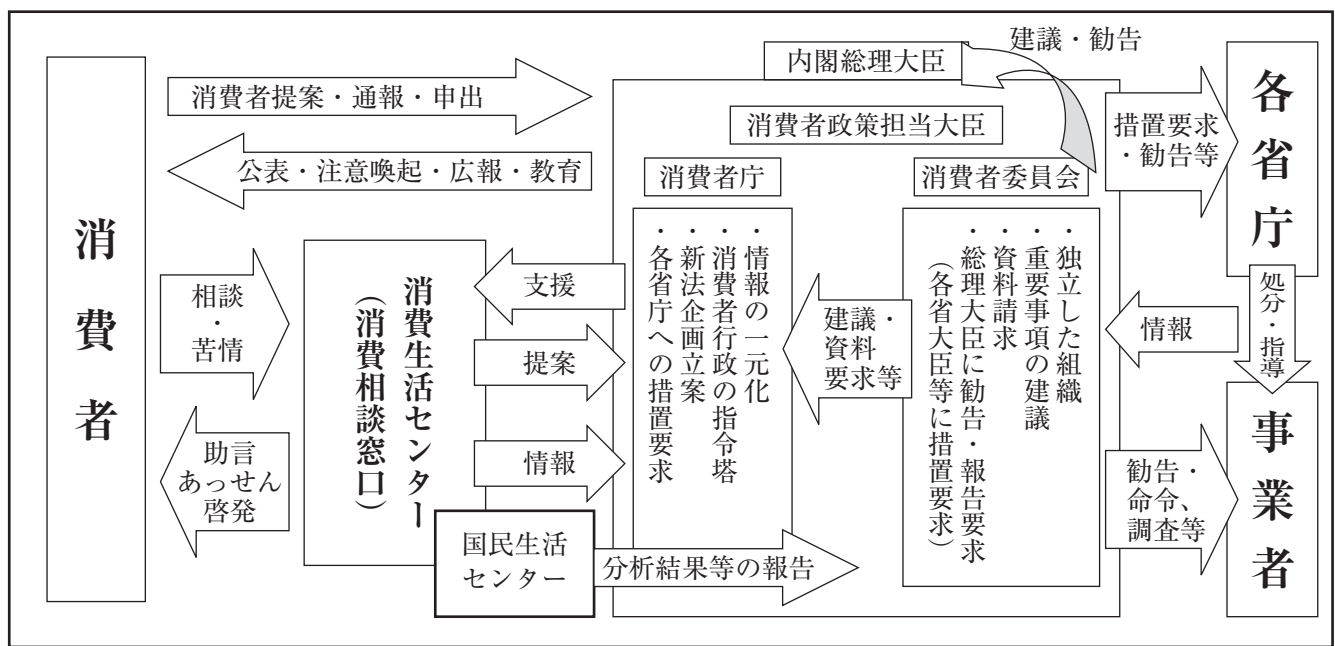 建議・勧告
内閣総理大臣
消費者政策担当大臣
消費者
消費者提案・通報・申出
公表・注意喚起・広報・教育
相談
・
苦情
助言
あっせん
啓発
消費生活センター
（消費相談窓口）
国民生活
センター
支援
提案
情報
分析結果等の報告
消費者庁
・情報の一元化
・消費者行政の指令塔
・新法企画立案
・各省庁への措置要求
建議・
資料
要求等
消費者委員会
・独立した組織
・重要事項の建議
・資料請求
・総理大臣に勧告・報告要求
（各省大臣等に措置要求）
措置要求
・勧告等
情報
勧告・
命令、
調査等
各省庁
処分・指導
事業者